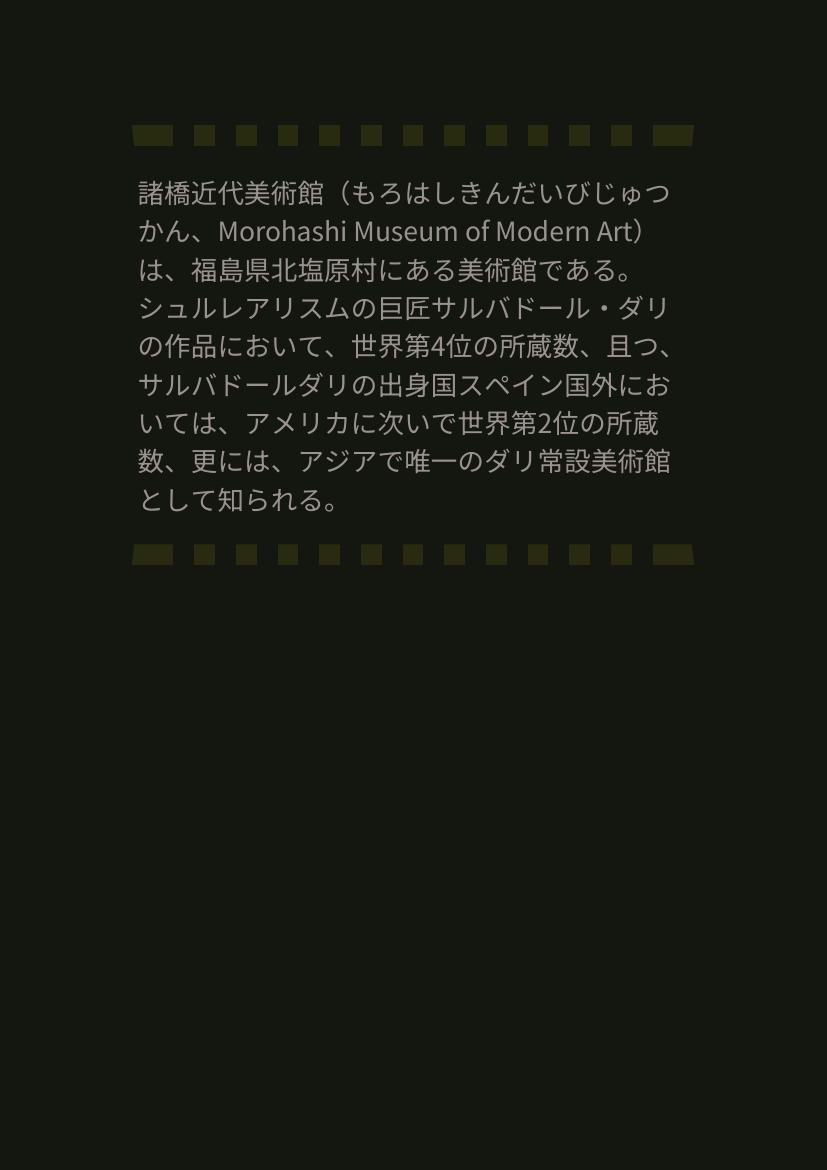 諸橋近代美術館（もろはしきんだいびじゅつ
かん、Morohashi Museum of Modern Art）
は、福島県北塩原村にある美術館である。
シュルレアリスムの巨匠サルバドール・ダリ
の作品において、世界第4位の所蔵数、且つ、
サルバドールダリの出身国スペイン国外にお
いては、アメリカに次いで世界第2位の所蔵
数、更には、アジアで唯一のダリ常設美術館
として知られる。